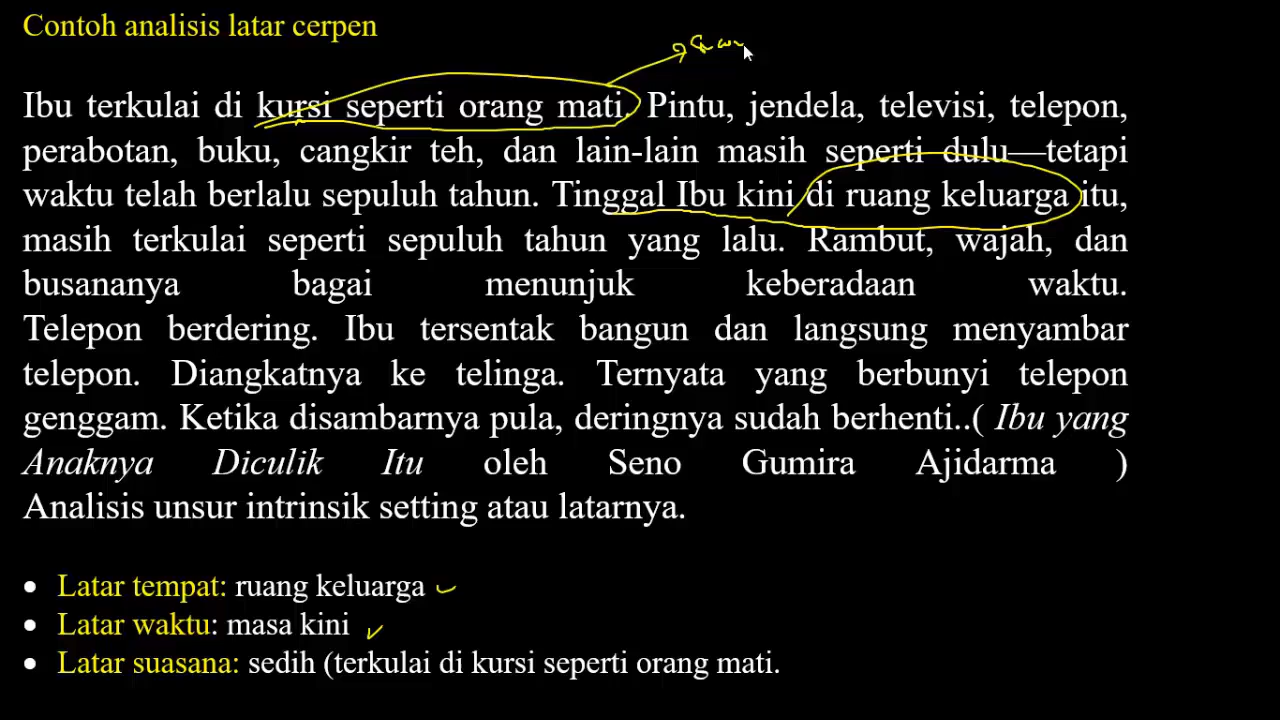 Contoh analisis latar cerpen
Ibu terkulai di kursi seperti orang mati. Pintu, jendela, televisi, telepon,
perabotan, buku, cangkir teh, dan lain-lain masih seperti dulu—tetapi
waktu telah berlalu sepuluh tahun. Tinggal Ibu kini di ruang keluarga itu,
masih terkulai seperti sepuluh tahun yang lalu. Rambut, wajah, dan
busananya bagai menunjuk keberadaan waktu.
Telepon berdering. Ibu tersentak bangun dan langsung menyambar
telepon. Diangkatnya ke telinga. Ternyata yang berbunyi telepon
genggam. Ketika disambarnya pula, deringnya sudah berhenti..( Ibu yang
Anaknya Diculik Itu oleh Seno Gumira Ajidarma )
Analisis unsur intrinsik setting atau latarnya.
• Latar tempat: ruang keluarga
• Latar waktu: masa kini
• Latar suasana: sedih (terkulai di kursi seperti orang mati.